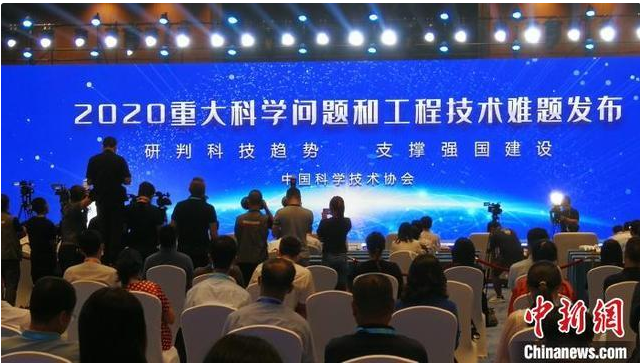 2020重大科学问题和工程技术难题发布
研判科技趋势 支撑强国建设
中国科学技术协会
中新网
Chinanews.com